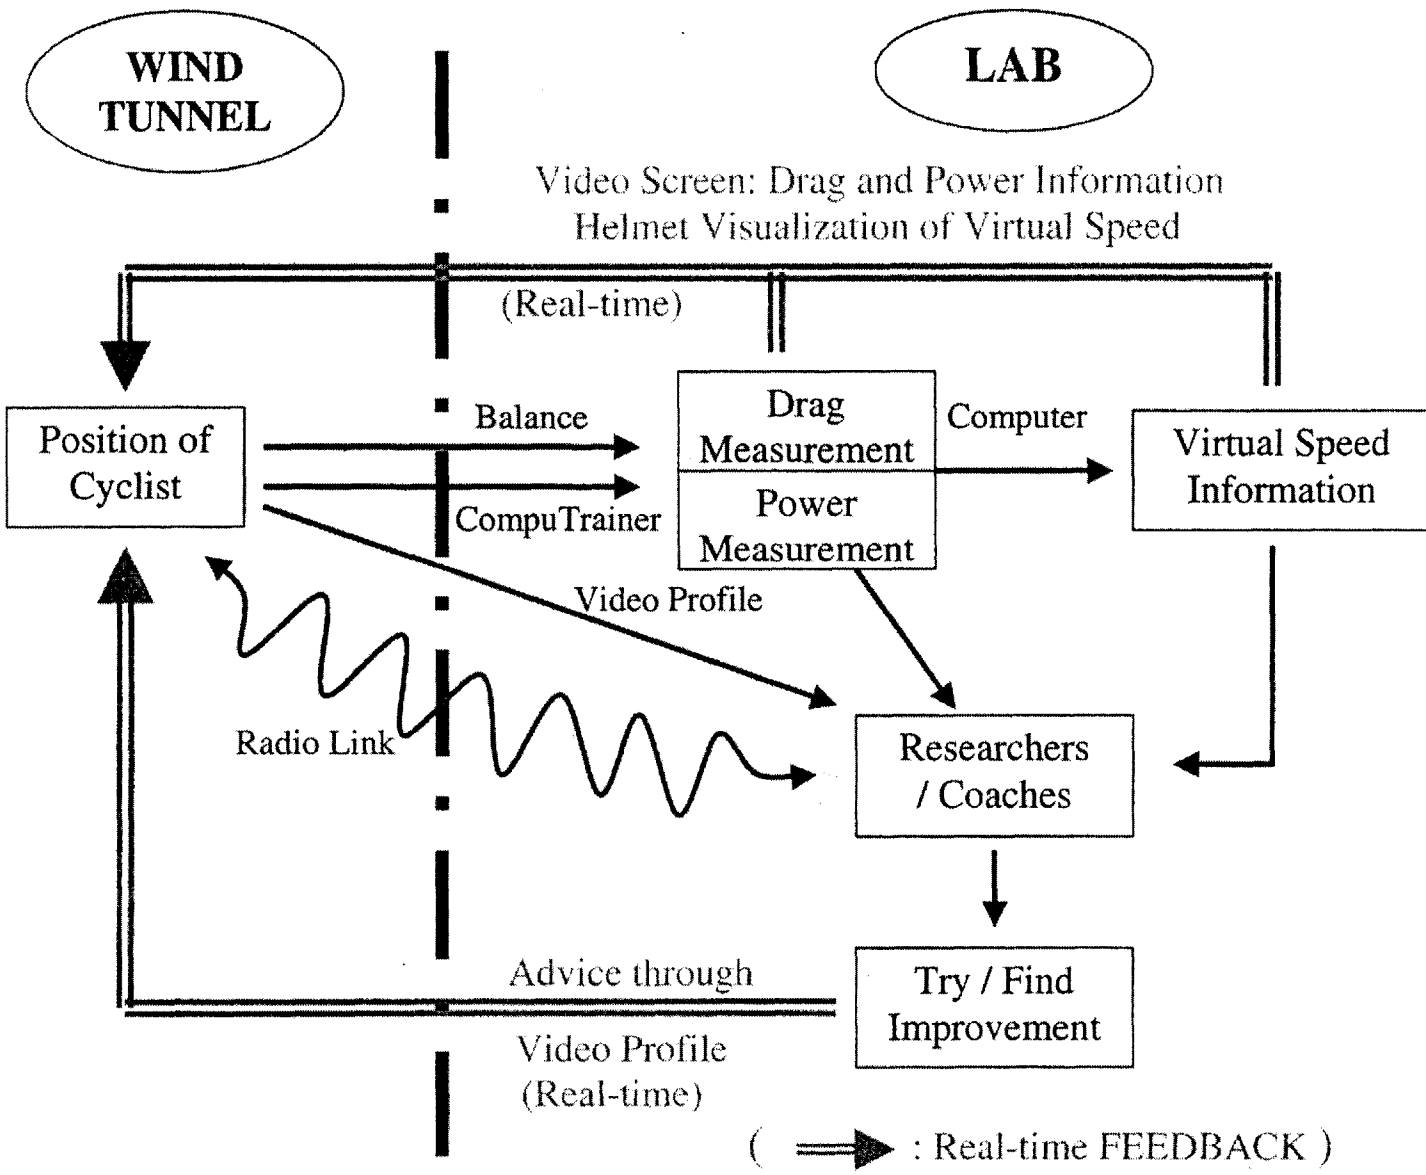 WIND
TUNNEL
LAB
Video Screen: Drag and Power Information
Helmet Visualization of Virtual Speed
(Real-time)
Position of
Cyclist
Balance
CompuTrainer
Drag
Measurement
Power
Measurement
Computer
Virtual Speed
Information
Video Profile
Radio Link
Researchers
/ Coaches
Try / Find
Improvement
Advice through
Video Profile
(Real-time)
( : Real-time FEEDBACK )